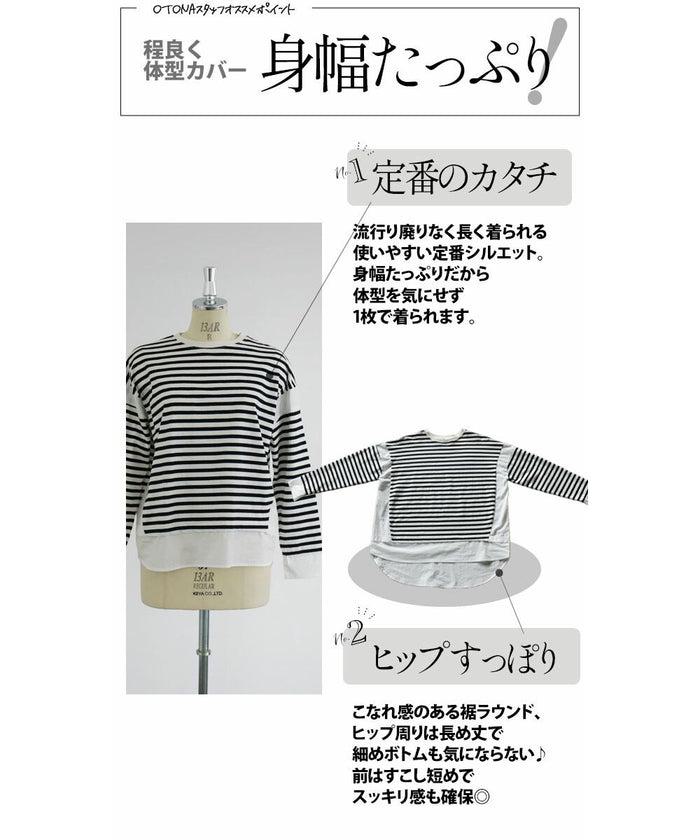 OTONAスタッフオススメポイント
程良く
体型カバー
身幅たっぷり!
No.1 定番のカタチ
流行り廃りなく長く着られる
使いやすい定番シルエット。
身幅たっぷりだから
体型を気にせず
1枚で着られます。
13AR
R
13AR
REGULAR
KIIYA CO.,LTD.
No.2
ヒップすっぽり
こなれ感のある裾ラウンド、
ヒップ周りは長め丈で
細めボトムも気にならない♪
前はすこし短めで
スッキリ感も確保◎